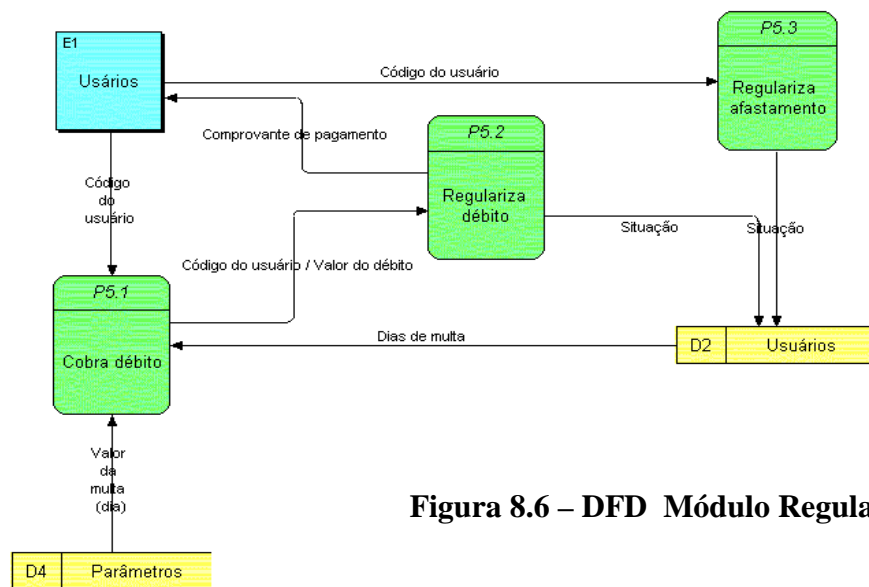 E1
Usários
P5.3
Código do usuário
Regulariza
afastamento
Comprovante de pagamento
P5.2
Regulariza
débito
Código
do
usuário
Situação
Situação
Código do usuário / Valor do débito
P5.1
Cobra débito
Dias de multa
D2
Usuários
Valor
da
multa
(dia)
Figura 8.6 – DFD Módulo Regula
D4
Parâmetros